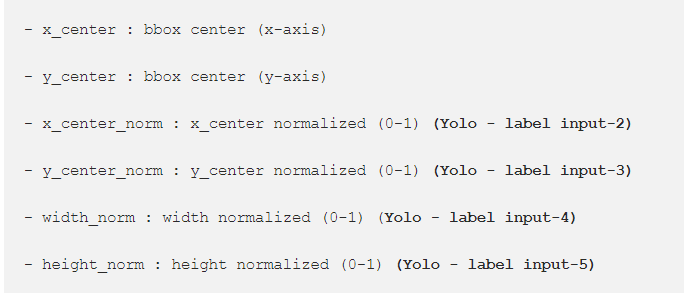 - x_center : bbox center (x-axis)
- y_center : bbox center (y-axis)
- x_center_norm : x_center normalized (0-1) (Yolo - label input-2)
- y_center_norm : y_center normalized (0-1) (Yolo - label input-3)
- width_norm : width normalized (0-1) (Yolo - label input-4)
- height_norm : height normalized (0-1) (Yolo - label input-5)